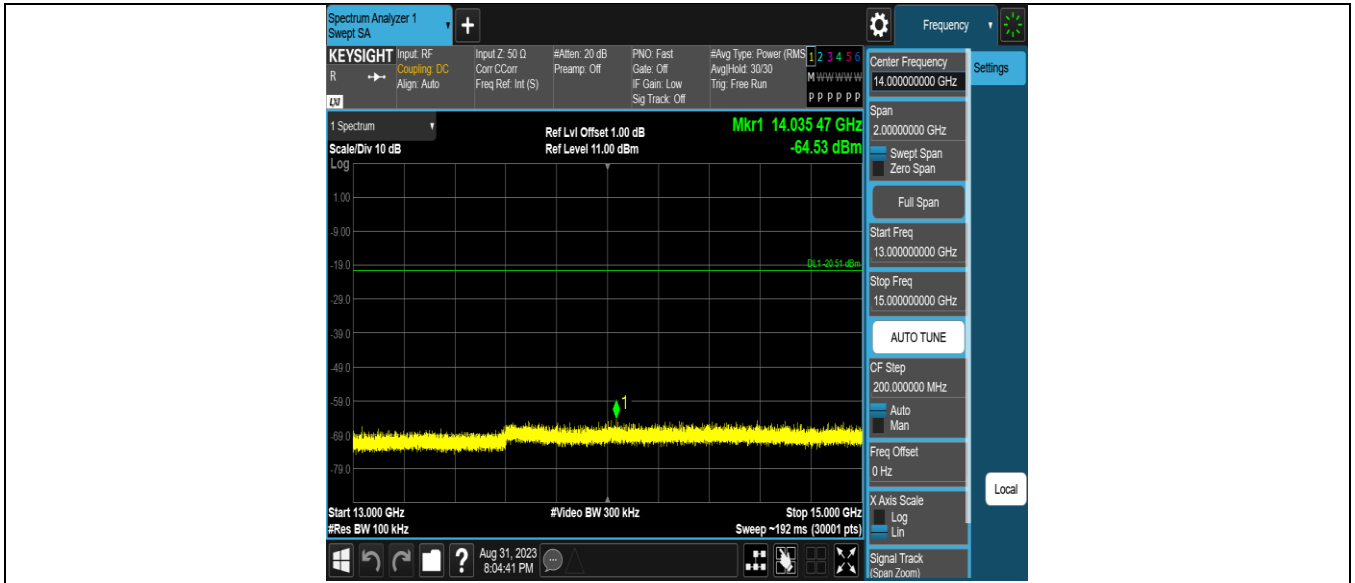 Spectrum Analyzer 1
Swept SA
+
Frequency
KEYSIGHT
R
LXI
Input: RF
Coupling: DC
Align: Auto
Input Z: 50 Ω
Corr CCorr
Freq Ref: Int (S)
#Atten: 20 dB
Preamp: Off
PNO: Fast
Gate: Off
IF Gain: Low
Sig Track: Off
#Avg Type: Power (RMS
Avg|Hold: 30/30
Trig: Free Run
1 2 3 4 5 6
M W W W W W
P P P P P P
1 Spectrum
Scale/Div 10 dB
Log
Ref Lvl Offset 1.00 dB
Ref Level 11.00 dBm
Mkr1 14.035 47 GHz
-64.53 dBm
1.00
-9.00
-19.0
DL1 -20.51 dBm
-29.0
-39.0
-49.0
-59.0
1
-69.0
-79.0
Start 13.000 GHz
#Video BW 300 kHz
Stop 15.000 GHz
#Res BW 100 kHz
Sweep ~192 ms (30001 pts)
?
Aug 31, 2023
8:04:41 PM
Center Frequency
14.000000000 GHz
Settings
Span
2.00000000 GHz
Swept Span
Zero Span
Full Span
Start Freq
13.000000000 GHz
Stop Freq
15.000000000 GHz
AUTO TUNE
CF Step
200.000000 MHz
Auto
Man
Freq Offset
0 Hz
X Axis Scale
Log
Lin
Signal Track
(Span Zoom)
Local